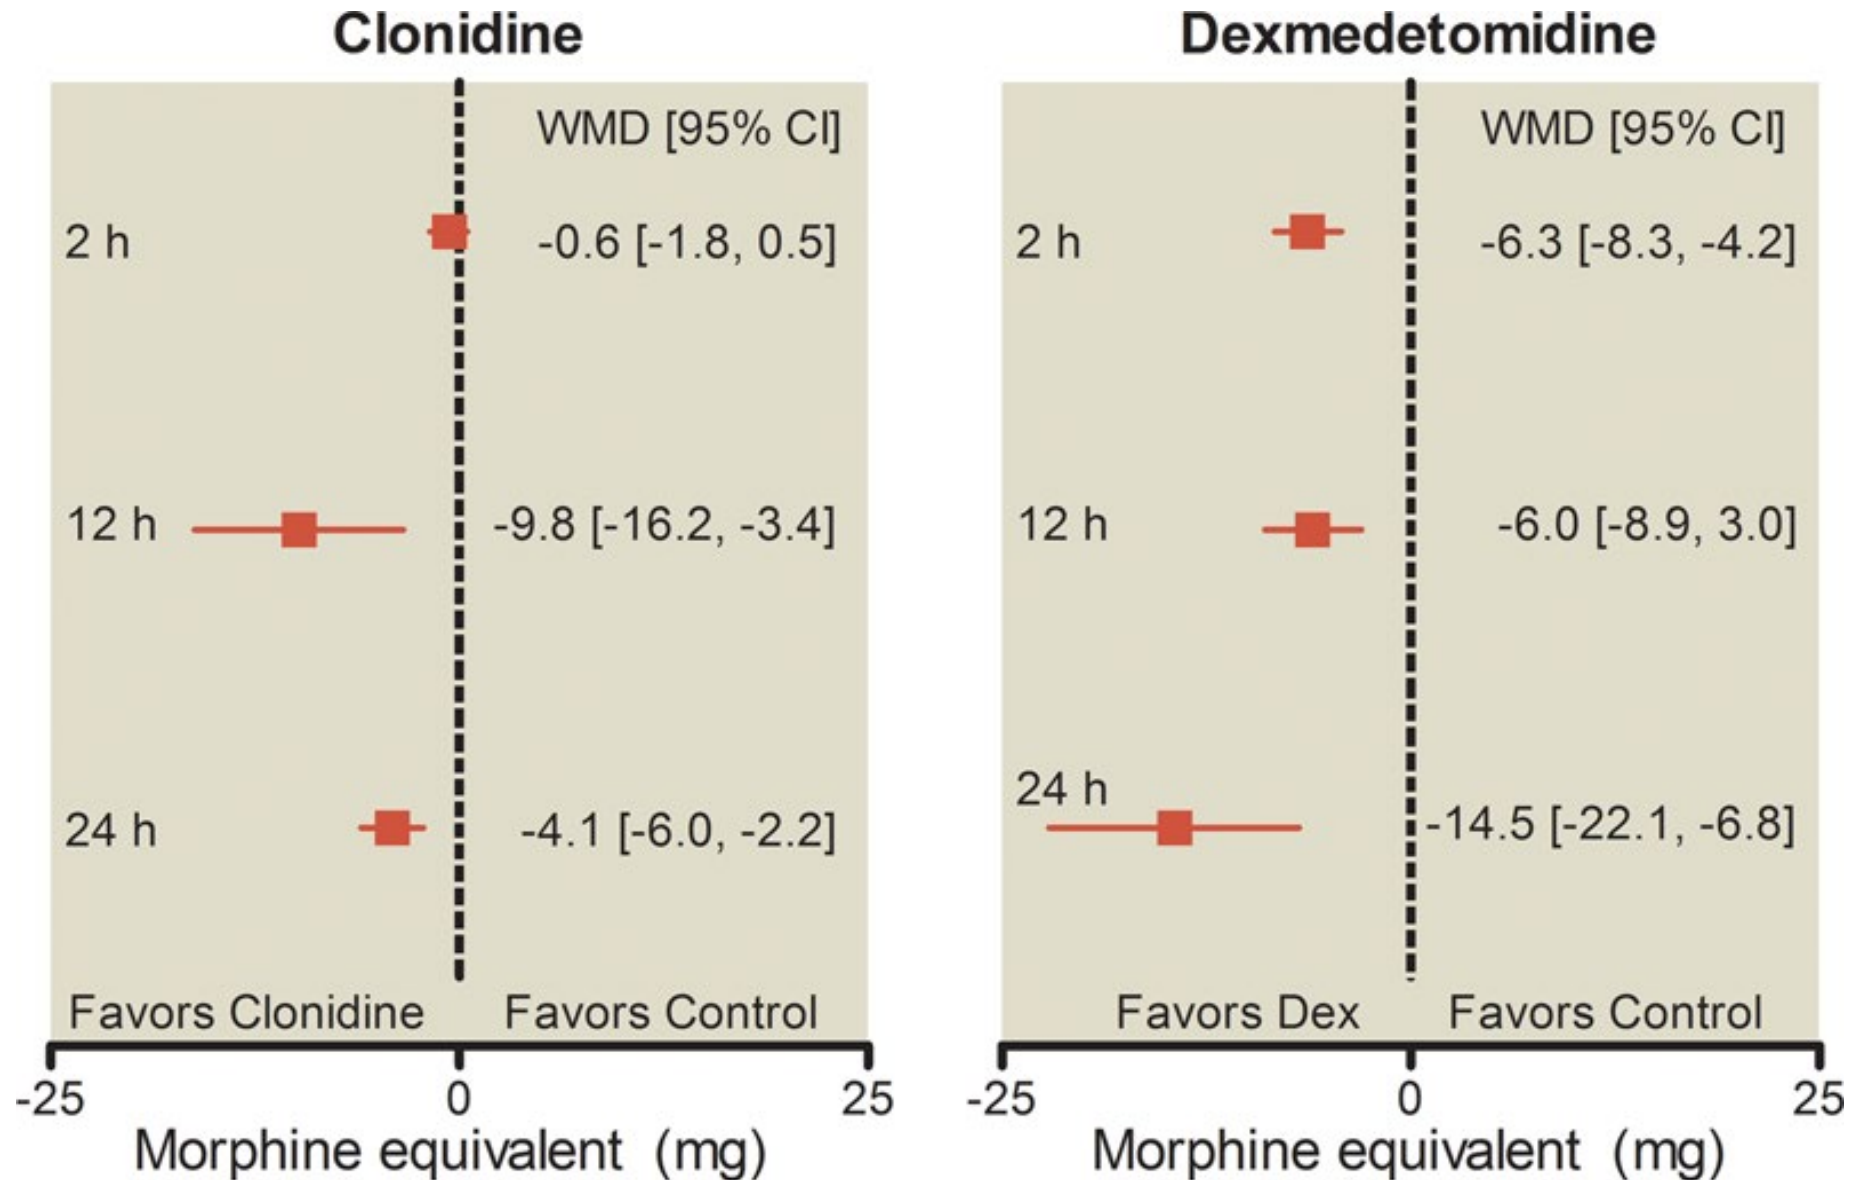 Clonidine
WMD [95% CI]
2 h -0.6 [-1.8, 0.5]
12 h -9.8 [-16.2, -3.4]
24 h -4.1 [-6.0, -2.2]
Favors Clonidine Favors Control
-25 0 25
Morphine equivalent (mg)
Dexmedetomidine
WMD [95% CI]
2 h -6.3 [-8.3, -4.2]
12 h -6.0 [-8.9, 3.0]
24 h -14.5 [-22.1, -6.8]
Favors Dex Favors Control
-25 0 25
Morphine equivalent (mg)